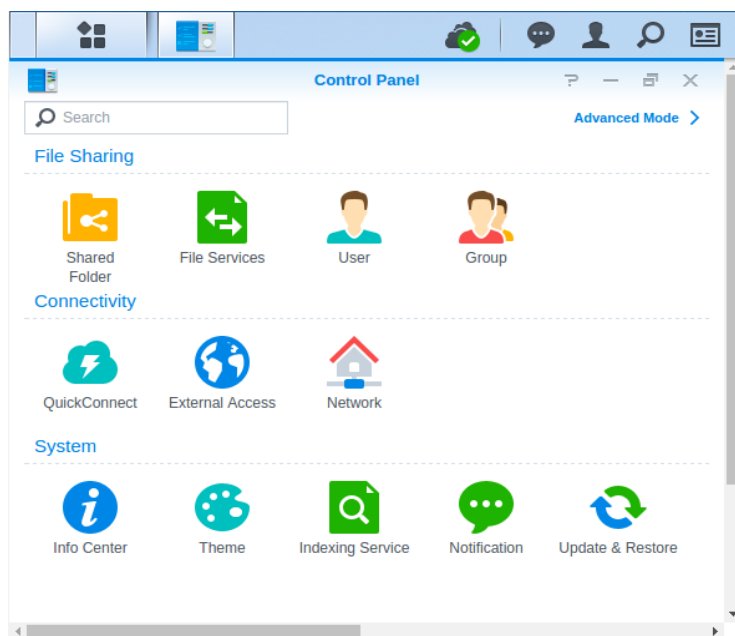 Control Panel
Search
Advanced Mode
File Sharing
Shared
Folder
File Services
User
Group
Connectivity
QuickConnect
External Access
Network
System
Info Center
Theme
Indexing Service
Notification
Update & Restore